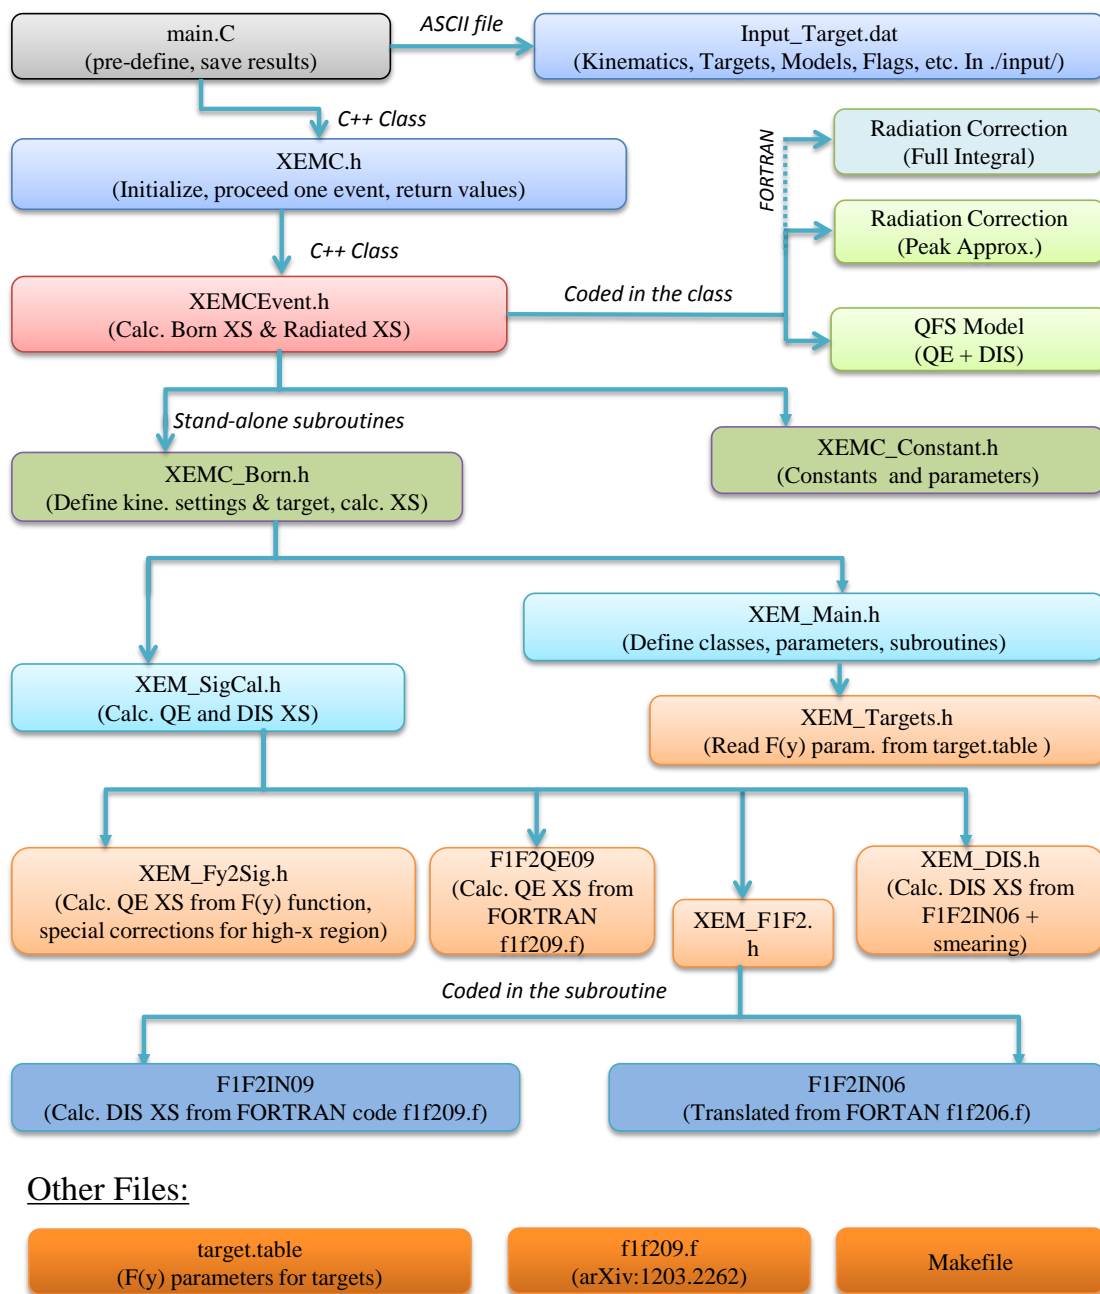 main.C
(pre-define, save results)
ASCII file
Input_Target.dat
(Kinematics, Targets, Models, Flags, etc. In ./input/)
C++ Class
XEMC.h
(Initialize, proceed one event, return values)
FORTRAN
Radiation Correction
(Full Integral)
Radiation Correction
(Peak Approx.)
C++ Class
XEMCEvent.h
(Calc. Born XS & Radiated XS)
Coded in the class
QFS Model
(QE + DIS)
Stand-alone subroutines
XEMC_Born.h
(Define kine. settings & target, calc. XS)
XEMC_Constant.h
(Constants and parameters)
XEM_Main.h
(Define classes, parameters, subroutines)
XEM_SigCal.h
(Calc. QE and DIS XS)
XEM_Targets.h
(Read F(y) param. from target.table )
XEM_Fy2Sig.h
(Calc. QE XS from F(y) function,
special corrections for high-x region)
F1F2QE09
(Calc. QE XS from
FORTRAN
f1f209.f)
XEM_F1F2.
h
XEM_DIS.h
(Calc. DIS XS from
F1F2IN06 +
smearing)
Coded in the subroutine
F1F2IN09
(Calc. DIS XS from FORTRAN code f1f209.f)
F1F2IN06
(Translated from FORTAN f1f206.f)
Other Files:
target.table
(F(y) parameters for targets)
f1f209.f
(arXiv:1203.2262)
Makefile